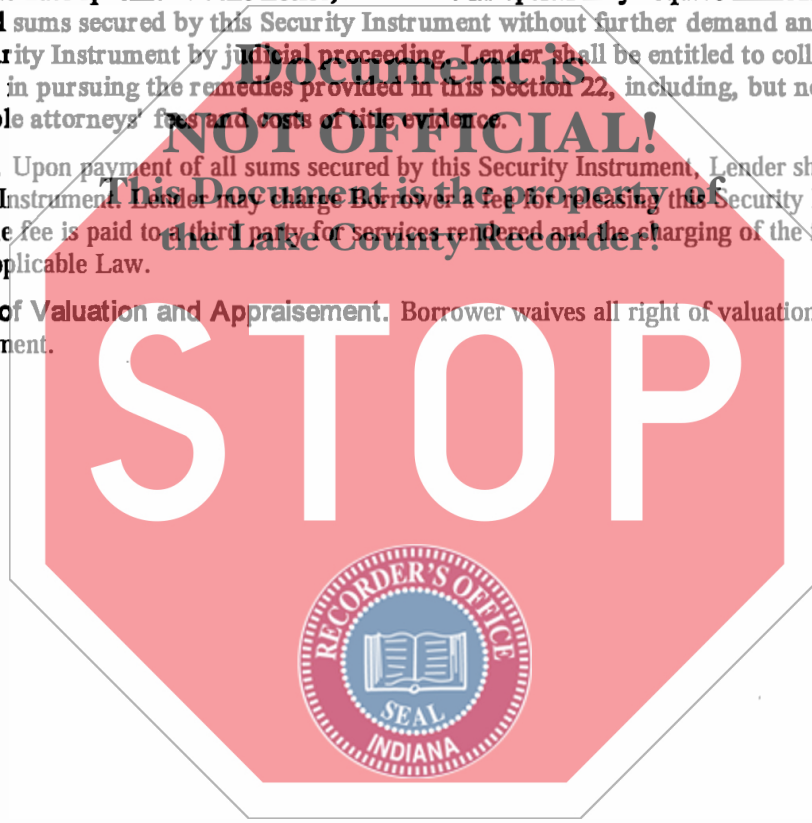 sums secured by this Security Instrument without further demand an
rity Instrument by judicial proceeding. Lender shall be entitled to coll
in pursuing the remedies provided in this Section 22, including, but n
le attorneys' fees and costs of title evidence.
Upon payment of all sums secured by this Security Instrument, Lender sh
Instrument. Lender may charge Borrower a fee for releasing this Security
e fee is paid to a third party for services rendered and the charging of the
plicable Law.
of Valuation and Appraisement. Borrower waives all right of valuation
ment.
Document is
NOT OFFICIAL!
This Document is the property of
the Lake County Recorder!
STOP
RECORDER'S OFFICE
SEAL
INDIANA